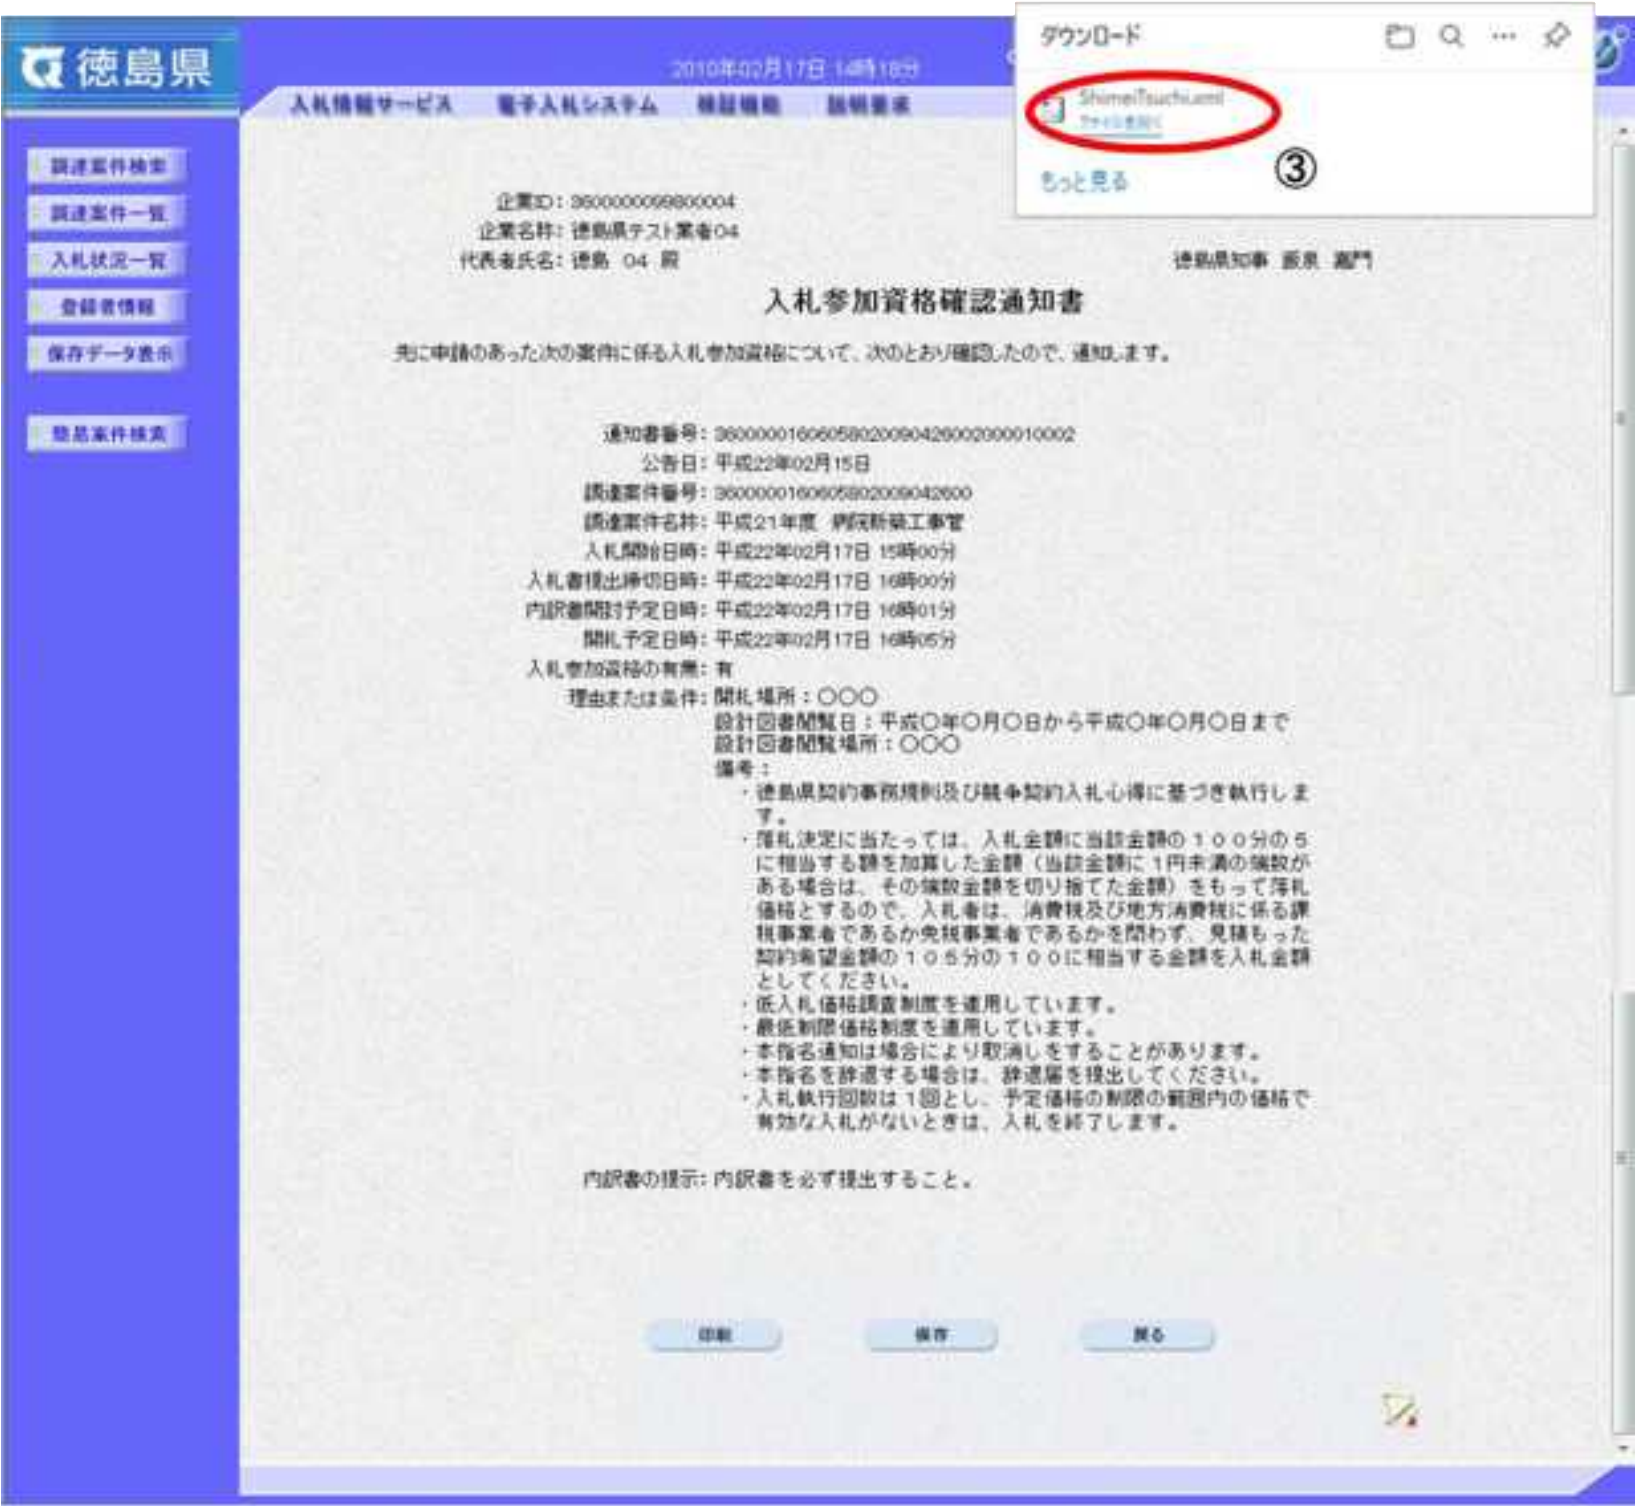 徳島県
2010年02月17日 14時18分
入札情報サービス 電子入札システム 検証機能 説明要求
ダウンロード
ShimeiTsuchi.xml
ファイルを開く
③
もっと見る
調達案件検索
調達案件一覧
入札状況一覧
登録者情報
保存データ表示
簡易案件検索
企業ID: 3600000099800004
企業名称: 徳島県テスト業者04
代表者氏名: 徳島 04 殿
徳島県知事 飯泉 嘉門
入札参加資格確認通知書
先に申請のあった次の案件に係る入札参加資格について、次のとおり確認したので、通知します。
通知書番号: 36000001606058020090426002000010002
公告日: 平成22年02月15日
調達案件番号: 3600000160605802009042600
調達案件名称: 平成21年度 病院新築工事管
入札開始日時: 平成22年02月17日 15時00分
入札書提出締切日時: 平成22年02月17日 16時00分
内訳書開封予定日時: 平成22年02月17日 16時01分
開札予定日時: 平成22年02月17日 16時05分
入札参加資格の有無: 有
理由または条件: 開札場所:○○○
設計図書閲覧日:平成○年○月○日から平成○年○月○日まで
設計図書閲覧場所:○○○
備考:
・徳島県契約事務規則及び競争契約入札心得に基づき執行しま
す。
・落札決定に当たっては、入札金額に当該金額の100分の5
に相当する額を加算した金額(当該金額に1円未満の端数が
ある場合は、その端数金額を切り捨てた金額)をもって落札
価格とするので、入札者は、消費税及び地方消費税に係る課
税事業者であるか免税事業者であるかを問わず、見積もった
契約希望金額の105分の100に相当する金額を入札金額
としてください。
・低入札価格調査制度を適用しています。
・最低制限価格制度を適用しています。
・本指名通知は場合により取消しをすることがあります。
・本指名を辞退する場合は、辞退届を提出してください。
・入札執行回数は1回とし、予定価格の制限の範囲内の価格で
有効な入札がないときは、入札を終了します。
内訳書の提示: 内訳書を必ず提出すること。
印刷 保存 戻る